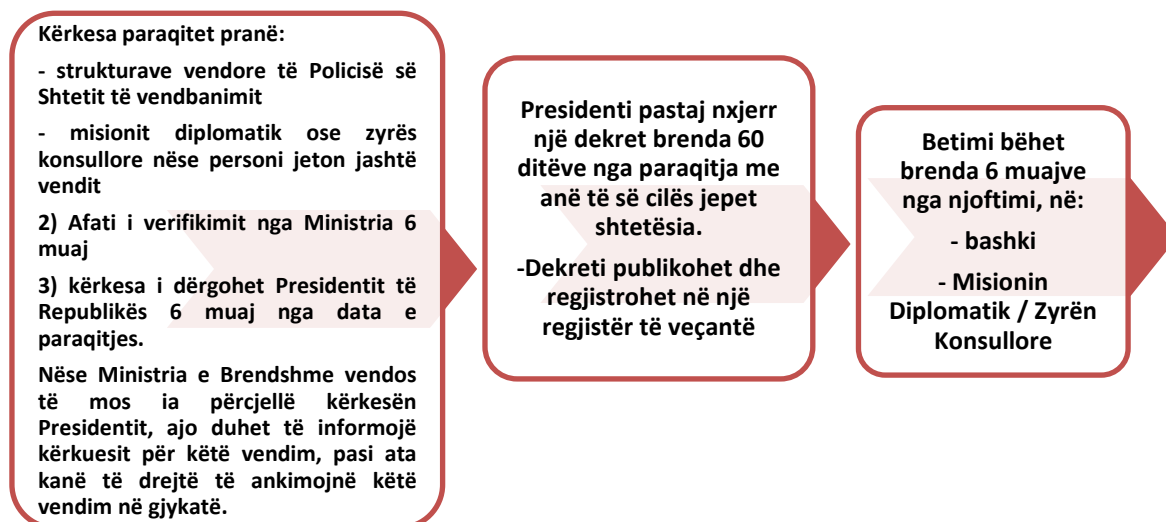 Kërkesa paraqitet pranë:
- strukturave vendore të Policisë së
Shtetit të vendbanimit
- misionit diplomatik ose zyrës
konsullore nëse personi jeton jashtë
vendit
2) Afati i verifikimit nga Ministria 6
muaj
3) kërkesa i dërgohet Presidentit të
Republikës 6 muaj nga data e
paraqitjes.
Nëse Ministria e Brendshme vendos
të mos ia përcjellë kërkesën
Presidentit, ajo duhet të informojë
kërkuesit për këtë vendim, pasi ata
kanë të drejtë të ankimojnë këtë
vendim në gjykatë.
Presidenti pastaj nxjerr
një dekret brenda 60
ditëve nga paraqitja me
anë të së cilës jepet
shtetësia.
-Dekreti publikohet dhe
regjistrohet në një
regjistër të veçantë
Betimi bëhet
brenda 6 muajve
nga njoftimi, në:
- bashki
- Misionin
Diplomatik / Zyrën
Konsullore